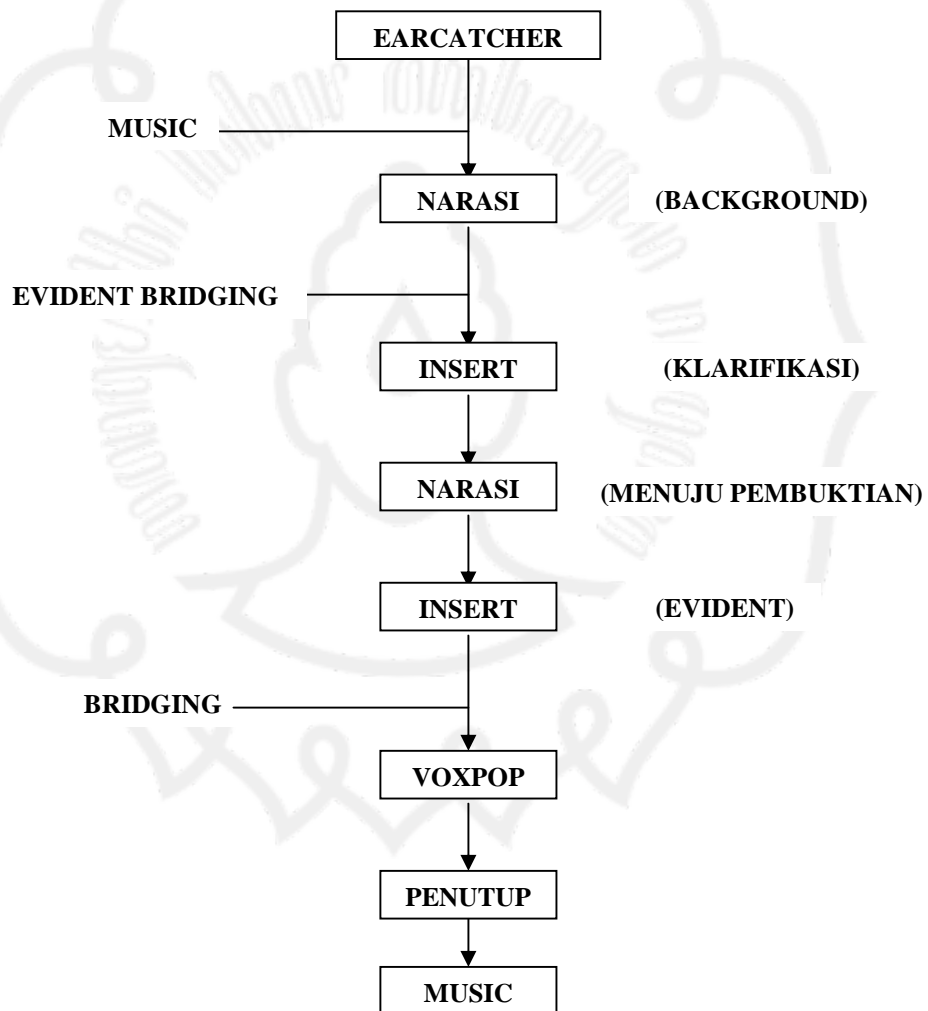 EARCATCHER
MUSIC
NARASI (BACKGROUND)
EVIDENT BRIDGING
INSERT (KLARIFIKASI)
NARASI (MENUJU PEMBUKTIAN)
INSERT (EVIDENT)
BRIDGING
VOXPOP
PENUTUP
MUSIC